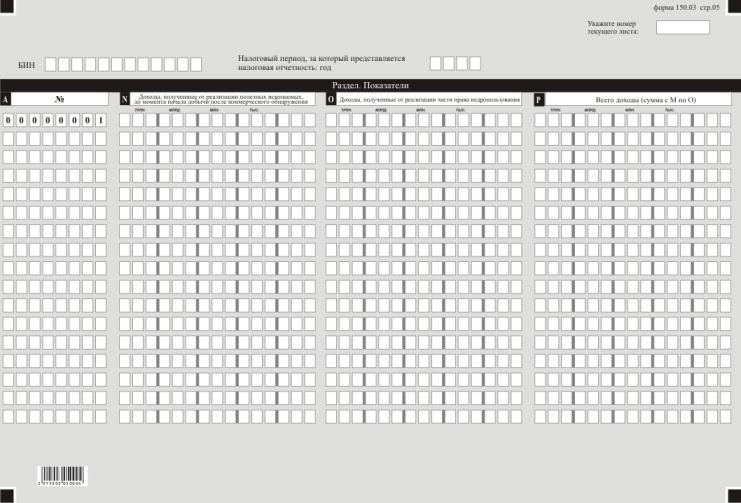 форма 150.03 стр.05
Укажите номер
текущего листа:
БИН
Налоговый период, за который представляется
налоговая отчетность: год
Раздел. Показатели
A № N Доходы, полученные от реализации полезных ископаемых,
до момента начала добычи после коммерческого обнаружения
O Доходы, полученные от реализации части права недропользования
P Всего доходы (сумма с M по O)
ТРЛН. МЛРД. МЛН. ТЫС. ТРЛН. МЛРД. МЛН. ТЫС. ТРЛН. МЛРД. МЛН. ТЫС.
0 0 0 0 0 0 0 1